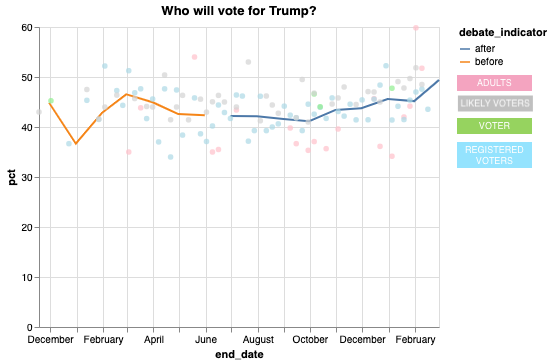 Who will vote for Trump?
debate_indicator
after
before
ADULTS
LIKELY VOTERS
VOTER
REGISTERED
VOTERS
pct
60
50
40
30
20
10
0
December February April June August October December February
end_date